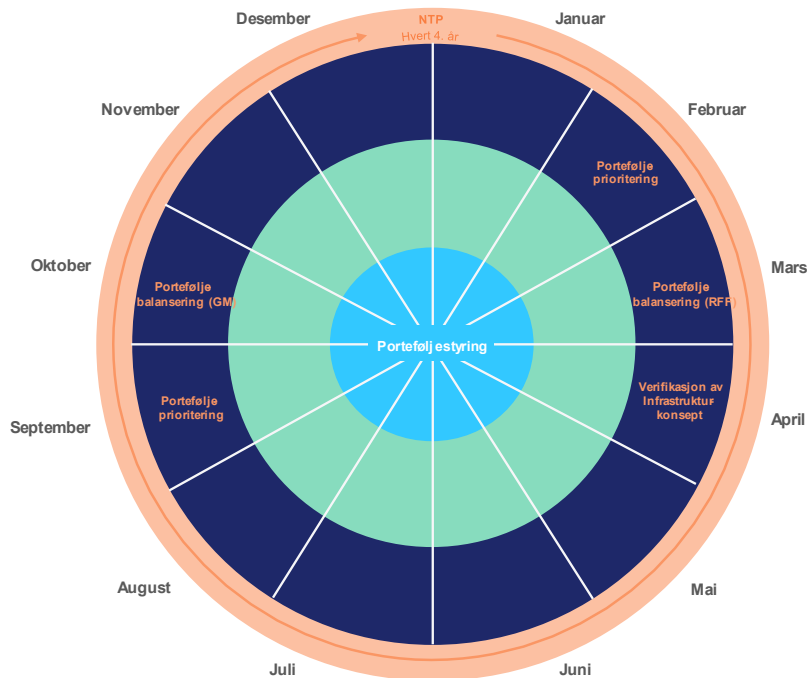 Desember
NTP
Hvert 4. år
Januar
November
Februar
Portefølje
prioritering
Oktober
Mars
Portefølje
balansering (GM)
Portefølje
balansering (RFF)
Porteføljestyring
Portefølje
prioritering
Verifikasjon av
Infrastruktur-
konsept
September
April
August
Mai
Juli
Juni